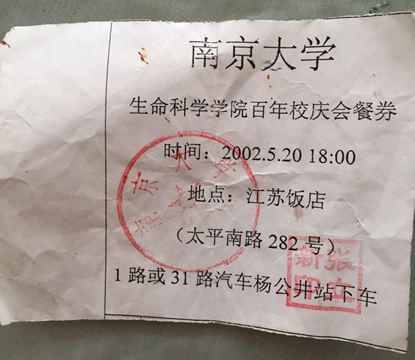 南京大学
生命科学学院百年校庆会餐券
时间：2002.5.20 18:00
地点：江苏饭店
（太平南路 282 号）
1 路或 31 路汽车杨公井站下车